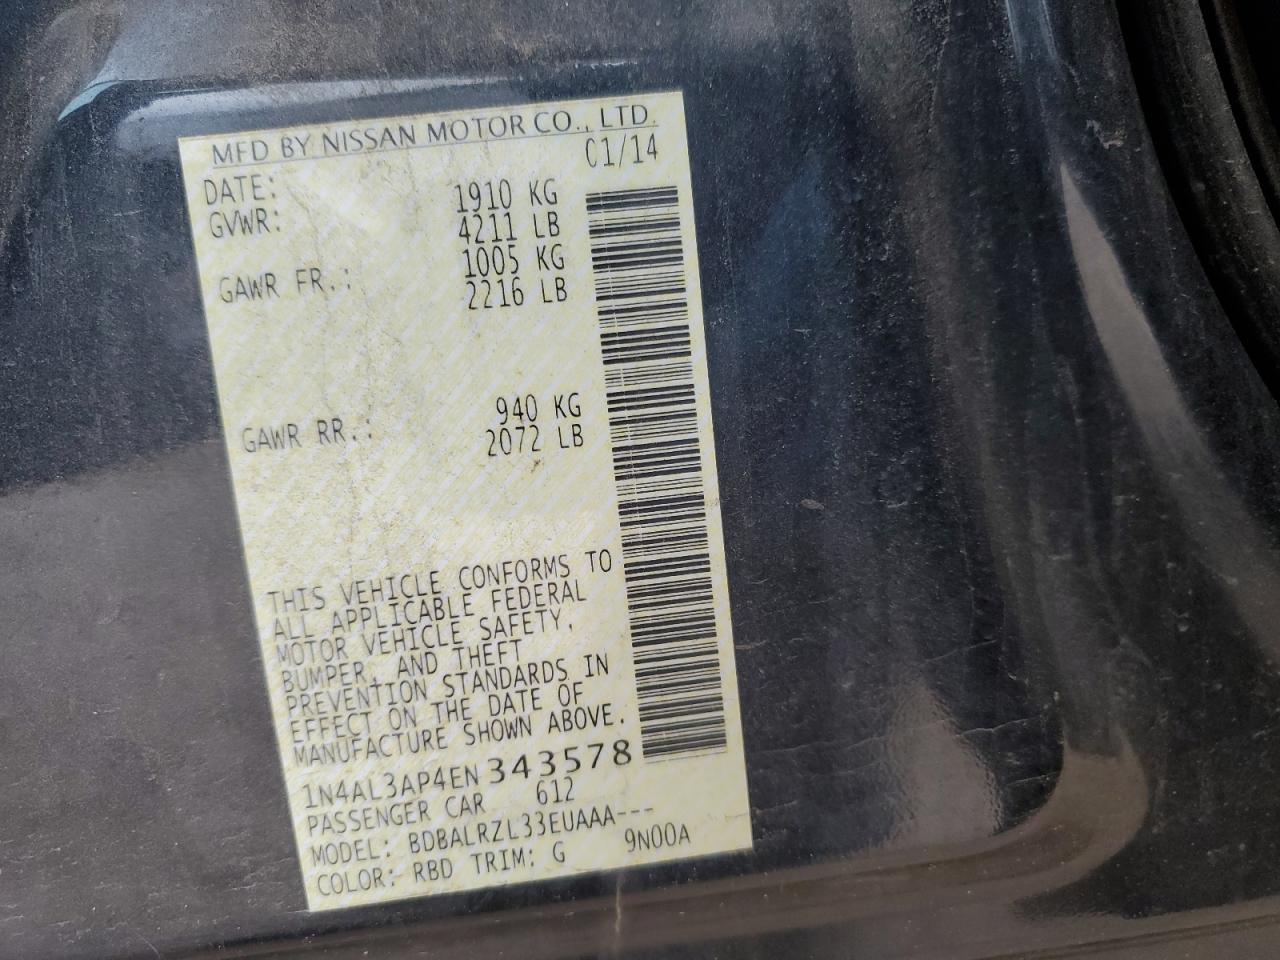 MFD BY NISSAN MOTOR CO., LTD.
DATE: 01/14
GVWR: 1910 KG
4211 LB
GAWR FR.: 1005 KG
2216 LB
GAWR RR.: 940 KG
2072 LB
THIS VEHICLE CONFORMS TO
ALL APPLICABLE FEDERAL
MOTOR VEHICLE SAFETY,
BUMPER, AND THEFT
PREVENTION STANDARDS IN
EFFECT ON THE DATE OF
MANUFACTURE SHOWN ABOVE.
1N4AL3AP4EN343578
PASSENGER CAR 612
MODEL: BDBALRZL33EUAAA---
COLOR: RBD TRIM: G 9N00A